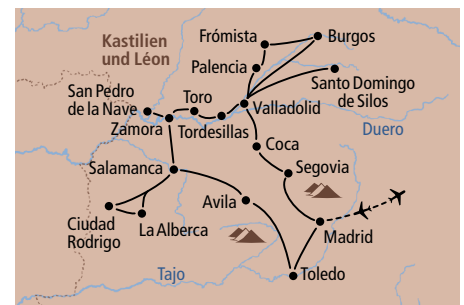 Kastilien
und Léon
Frómista
Burgos
Palencia
Santo Domingo
de Silos
San Pedro
de la Nave
Toro
Valladolid
Zamora
Tordesillas
Duero
Coca
Salamanca
Segovia
Avila
Ciudad
Rodrigo
La Alberca
Madrid
Tajo
Toledo